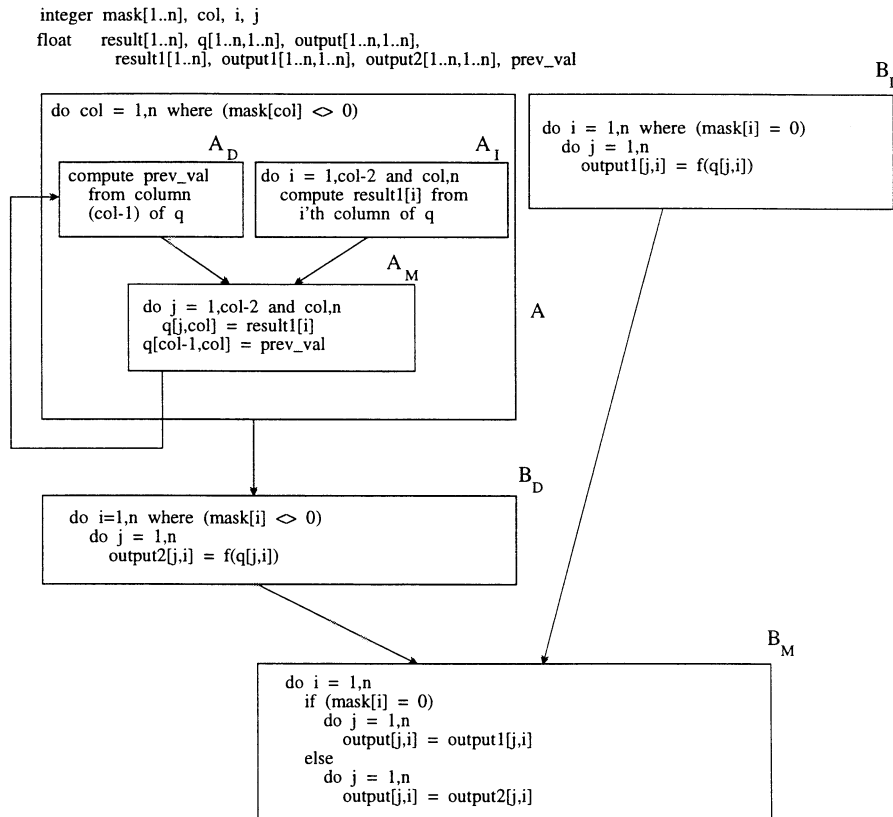 integer mask[1..n], col, i, j
float result[1..n], q[1..n,1..n], output[1..n,1..n],
result1[1..n], output1[1..n,1..n], output2[1..n,1..n], prev_val
do col = 1,n where (mask[col] <> 0)
A_D
compute prev_val
from column
(col-1) of q
A_I
do i = 1,col-2 and col,n
compute result1[i] from
i'th column of q
A_M
do j = 1,col-2 and col,n
q[j,col] = result1[i]
q[col-1,col] = prev_val
A
B_I
do i = 1,n where (mask[i] = 0)
do j = 1,n
output1[j,i] = f(q[j,i])
B_D
do i=1,n where (mask[i] <> 0)
do j = 1,n
output2[j,i] = f(q[j,i])
B_M
do i = 1,n
if (mask[i] = 0)
do j = 1,n
output[j,i] = output1[j,i]
else
do j = 1,n
output[j,i] = output2[j,i]